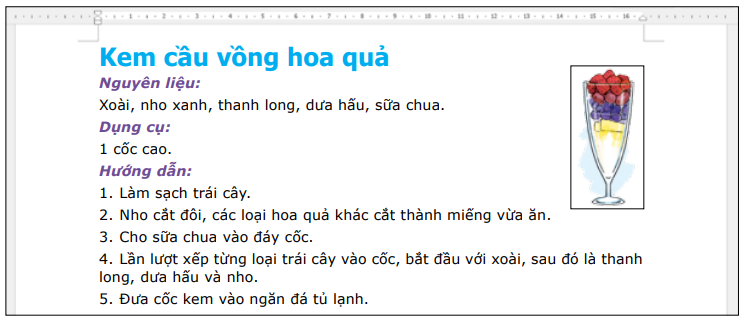 Kem cầu vồng hoa quả
Nguyên liệu:
Xoài, nho xanh, thanh long, dưa hấu, sữa chua.
Dụng cụ:
1 cốc cao.
Hướng dẫn:
1. Làm sạch trái cây.
2. Nho cắt đôi, các loại hoa quả khác cắt thành miếng vừa ăn.
3. Cho sữa chua vào đáy cốc.
4. Lần lượt xếp từng loại trái cây vào cốc, bắt đầu với xoài, sau đó là thanh
long, dưa hấu và nho.
5. Đưa cốc kem vào ngăn đá tủ lạnh.